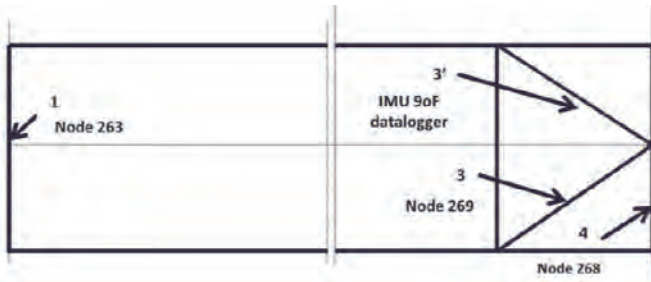 1
Node 263
3'
IMU 9oF
datalogger
3
Node 269
4
Node 268